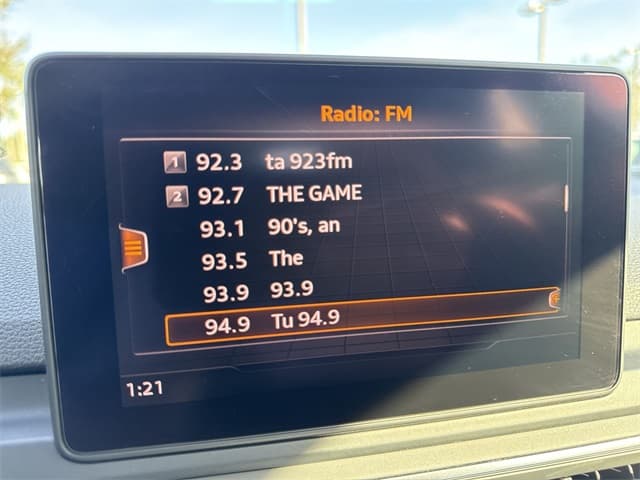 Radio: FM
1 92.3 ta 923fm
2 92.7 THE GAME
93.1 90's, an
93.5 The
93.9 93.9
94.9 Tu 94.9
1:21